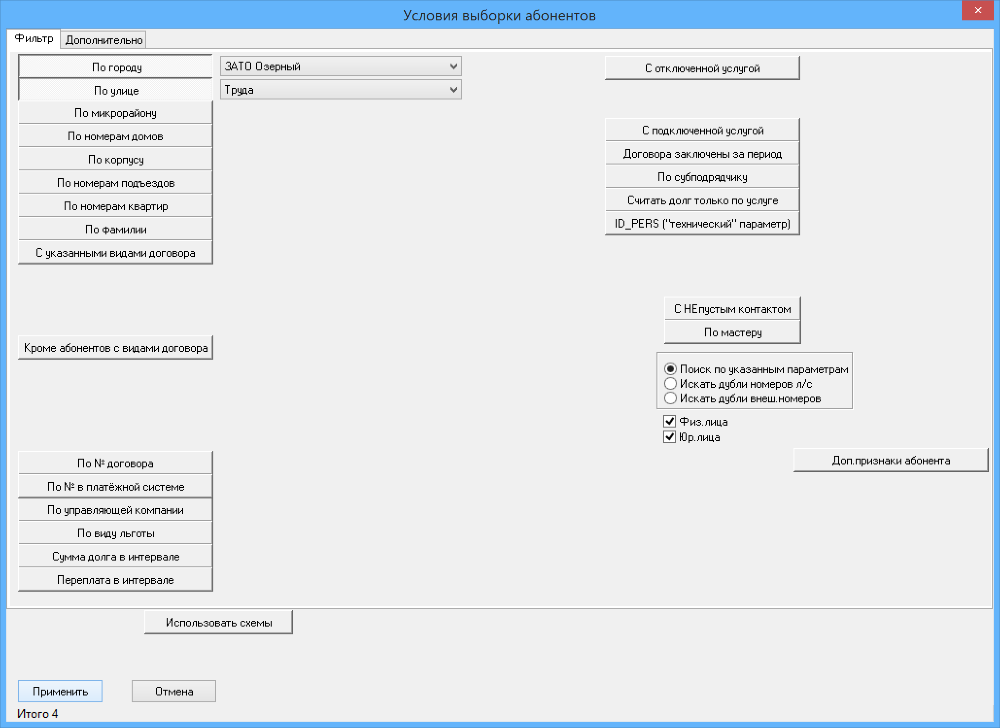 Условия выборки абонентов
Фильтр
Дополнительно
По городу
ЗАТО Озерный
По улице
Труда
По микрорайону
По номерам домов
По корпусу
По номерам подъездов
По номерам квартир
По фамилии
С указанными видами договора
Кроме абонентов с видами договора
По № договора
По № в платёжной системе
По управляющей компании
По виду льготы
Сумма долга в интервале
Переплата в интервале
С отключенной услугой
С подключенной услугой
Договора заключены за период
По субподрядчику
Считать долг только по услуге
ID_PERS ("технический" параметр)
С НЕпустым контактом
По мастеру
Поиск по указанным параметрам
Искать дубли номеров л/с
Искать дубли внеш.номеров
Физ.лица
Юр.лица
Доп.признаки абонента
Использовать схемы
Применить
Отмена
Итого 4